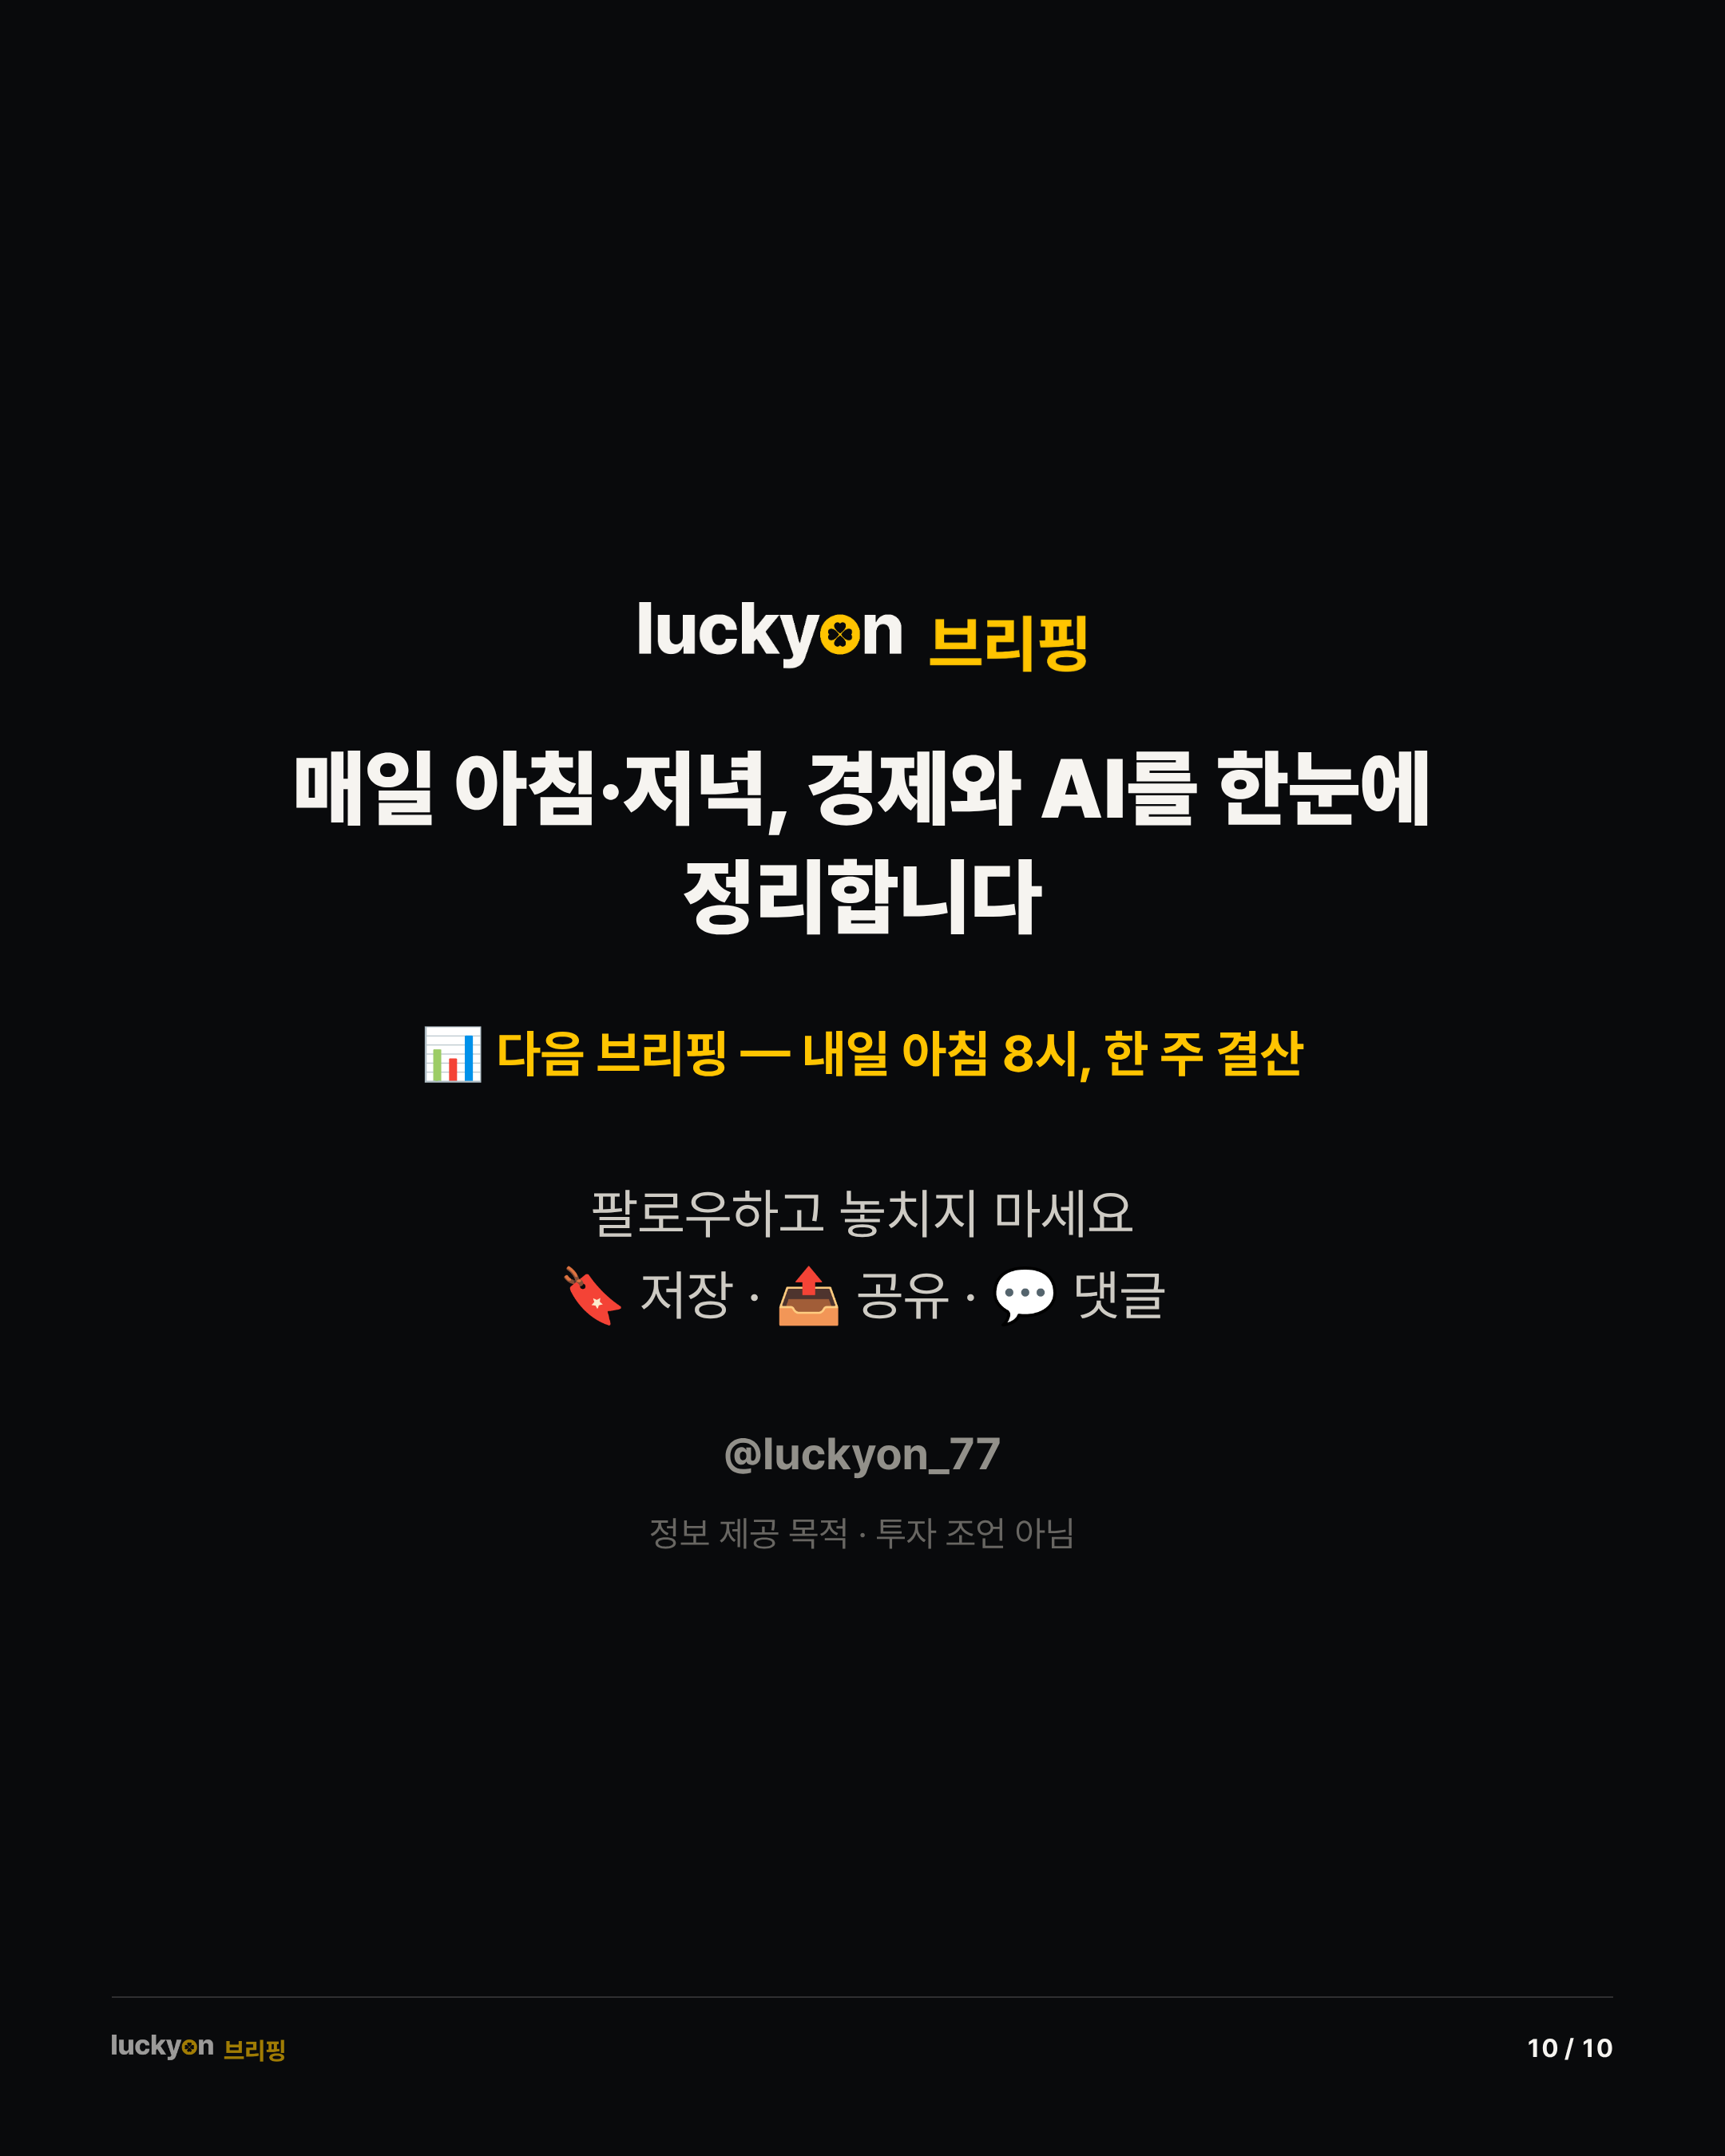 luckyon 브리핑
매일 아침·저녁, 경제와 AI를 한눈에
정리합니다
📊 다음 브리핑 — 내일 아침 8시, 한 주 결산
팔로우하고 놓치지 마세요
🔖 저장 · 📤 공유 · 💬 댓글
@luckyon_77
정보 제공 목적 · 투자 조언 아님
luckyon 브리핑
10 / 10